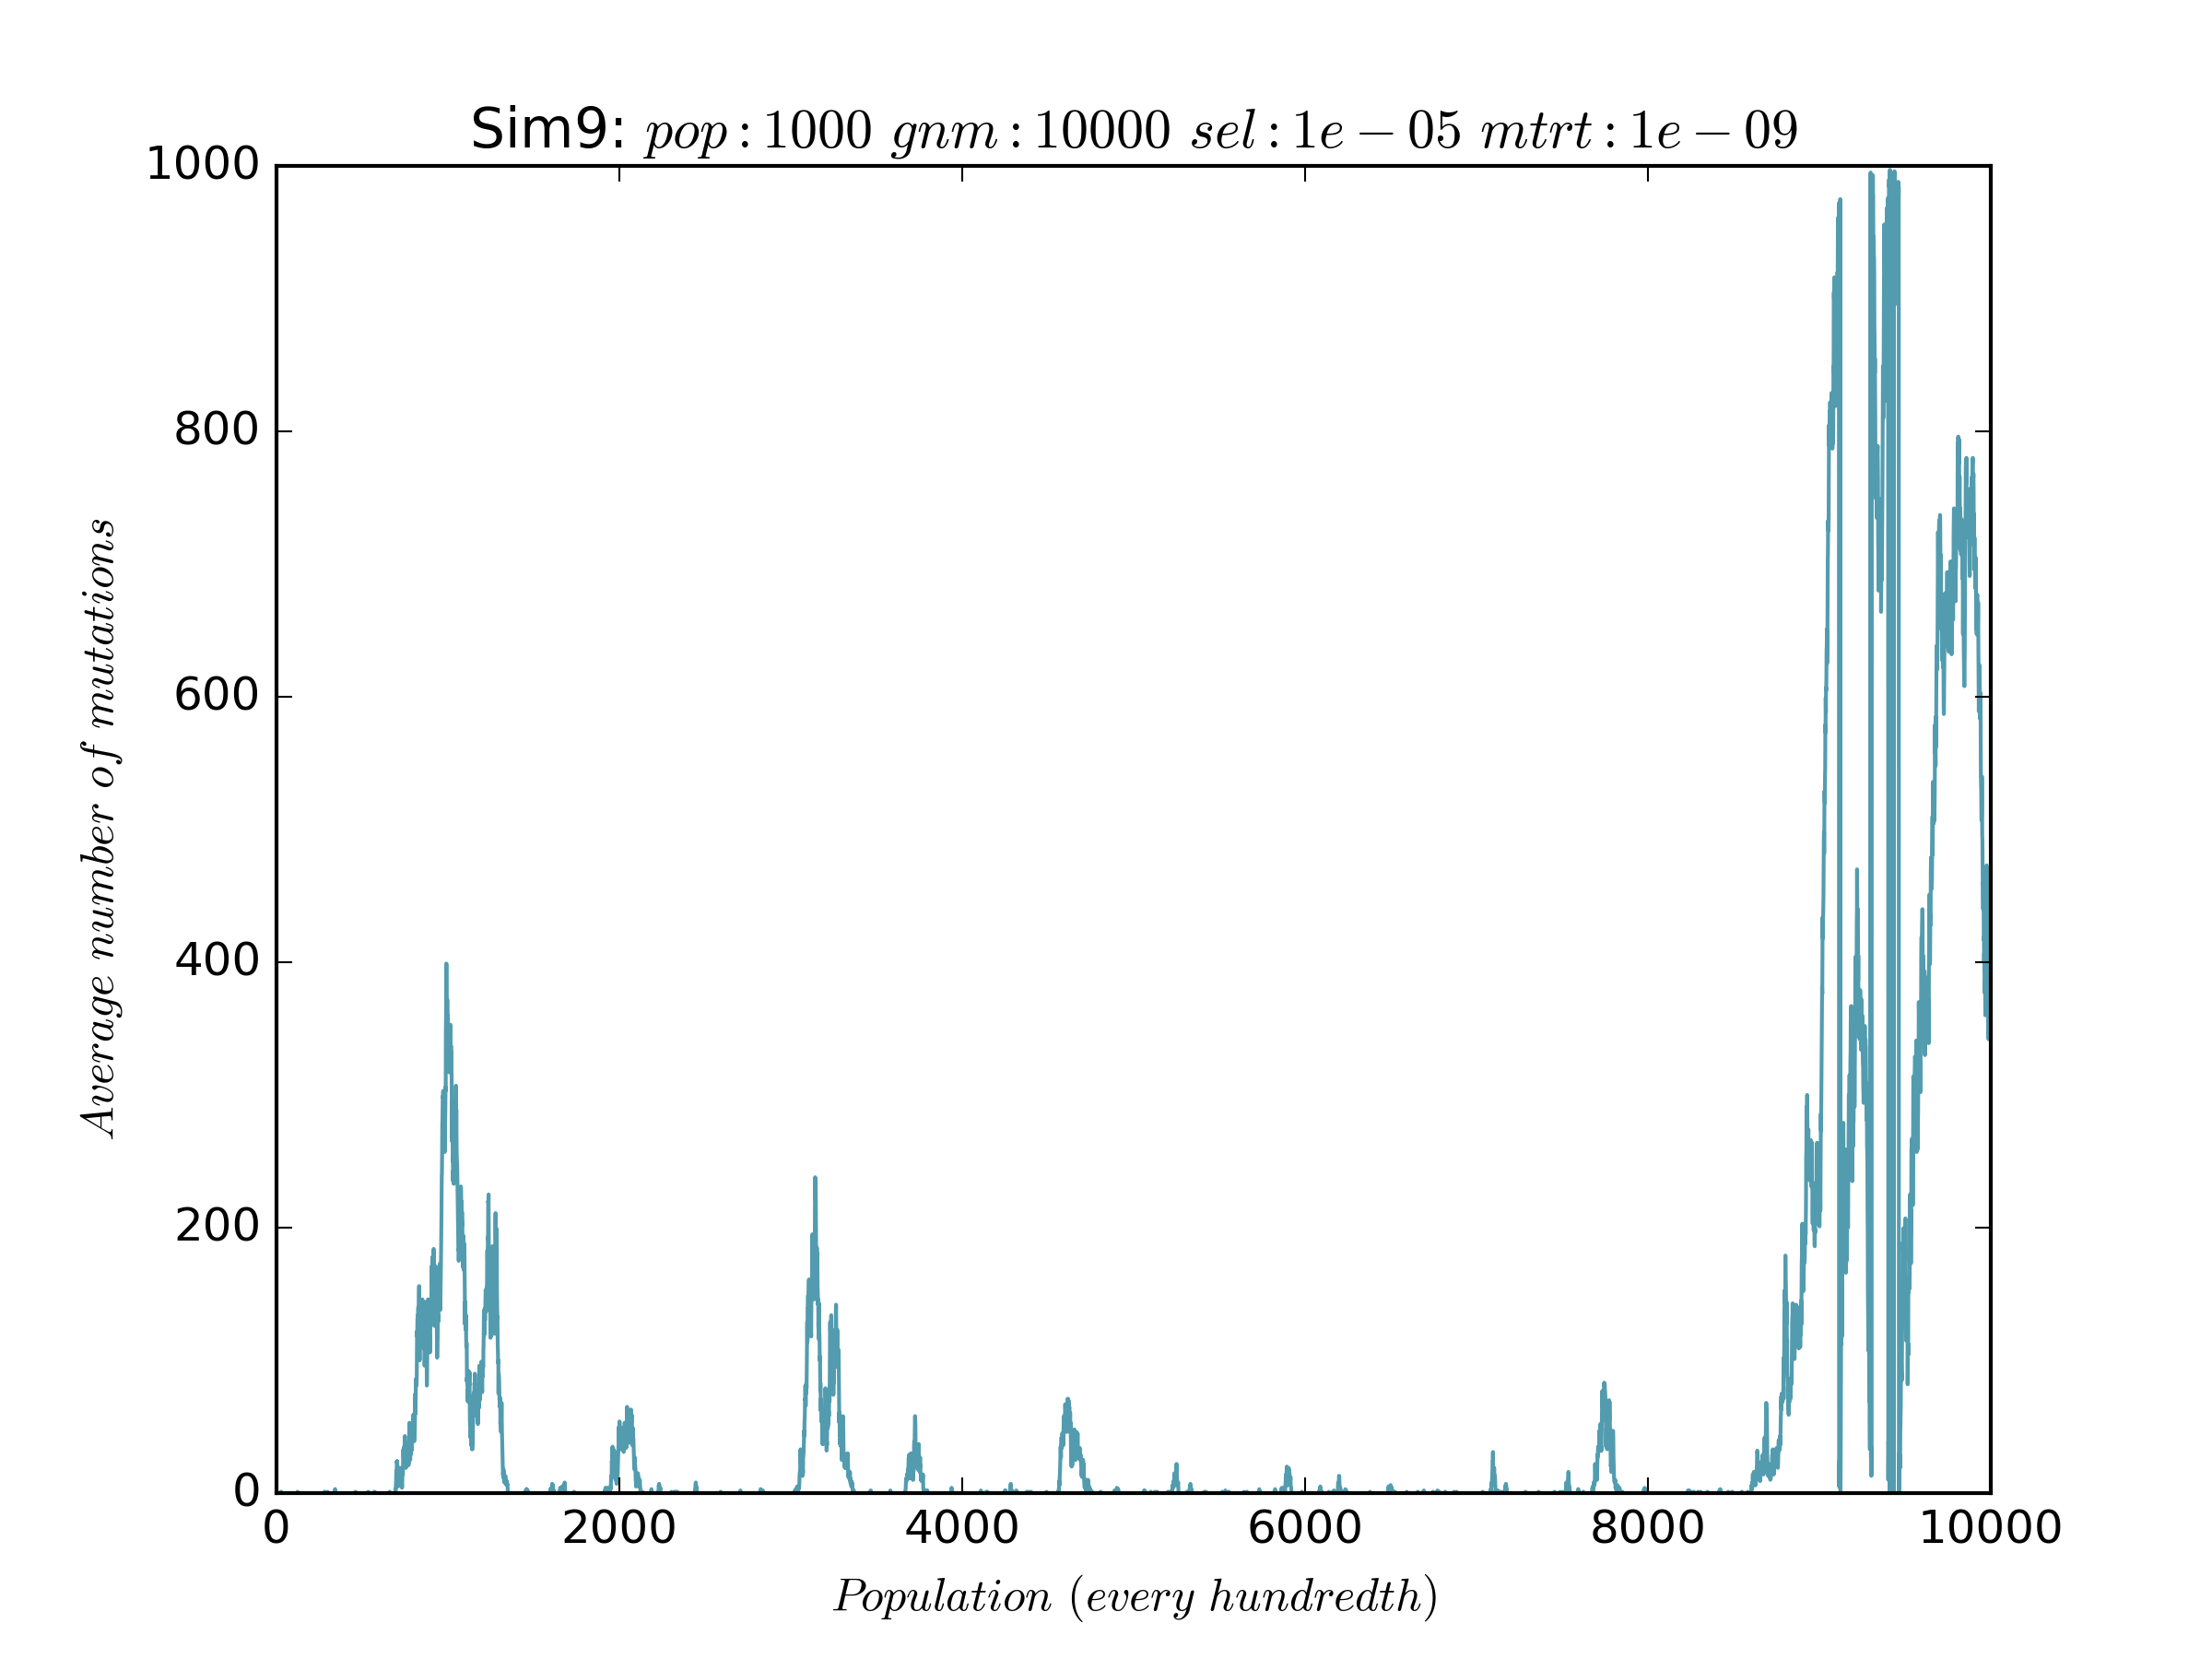 Sim9: pop : 1000 gnm : 10000 sel : 1e − 05 mtrt : 1e − 09
1000
800
600
400
200
0
Average number of mutations
0 2000 4000 6000 8000 10000
Population (every hundredth)